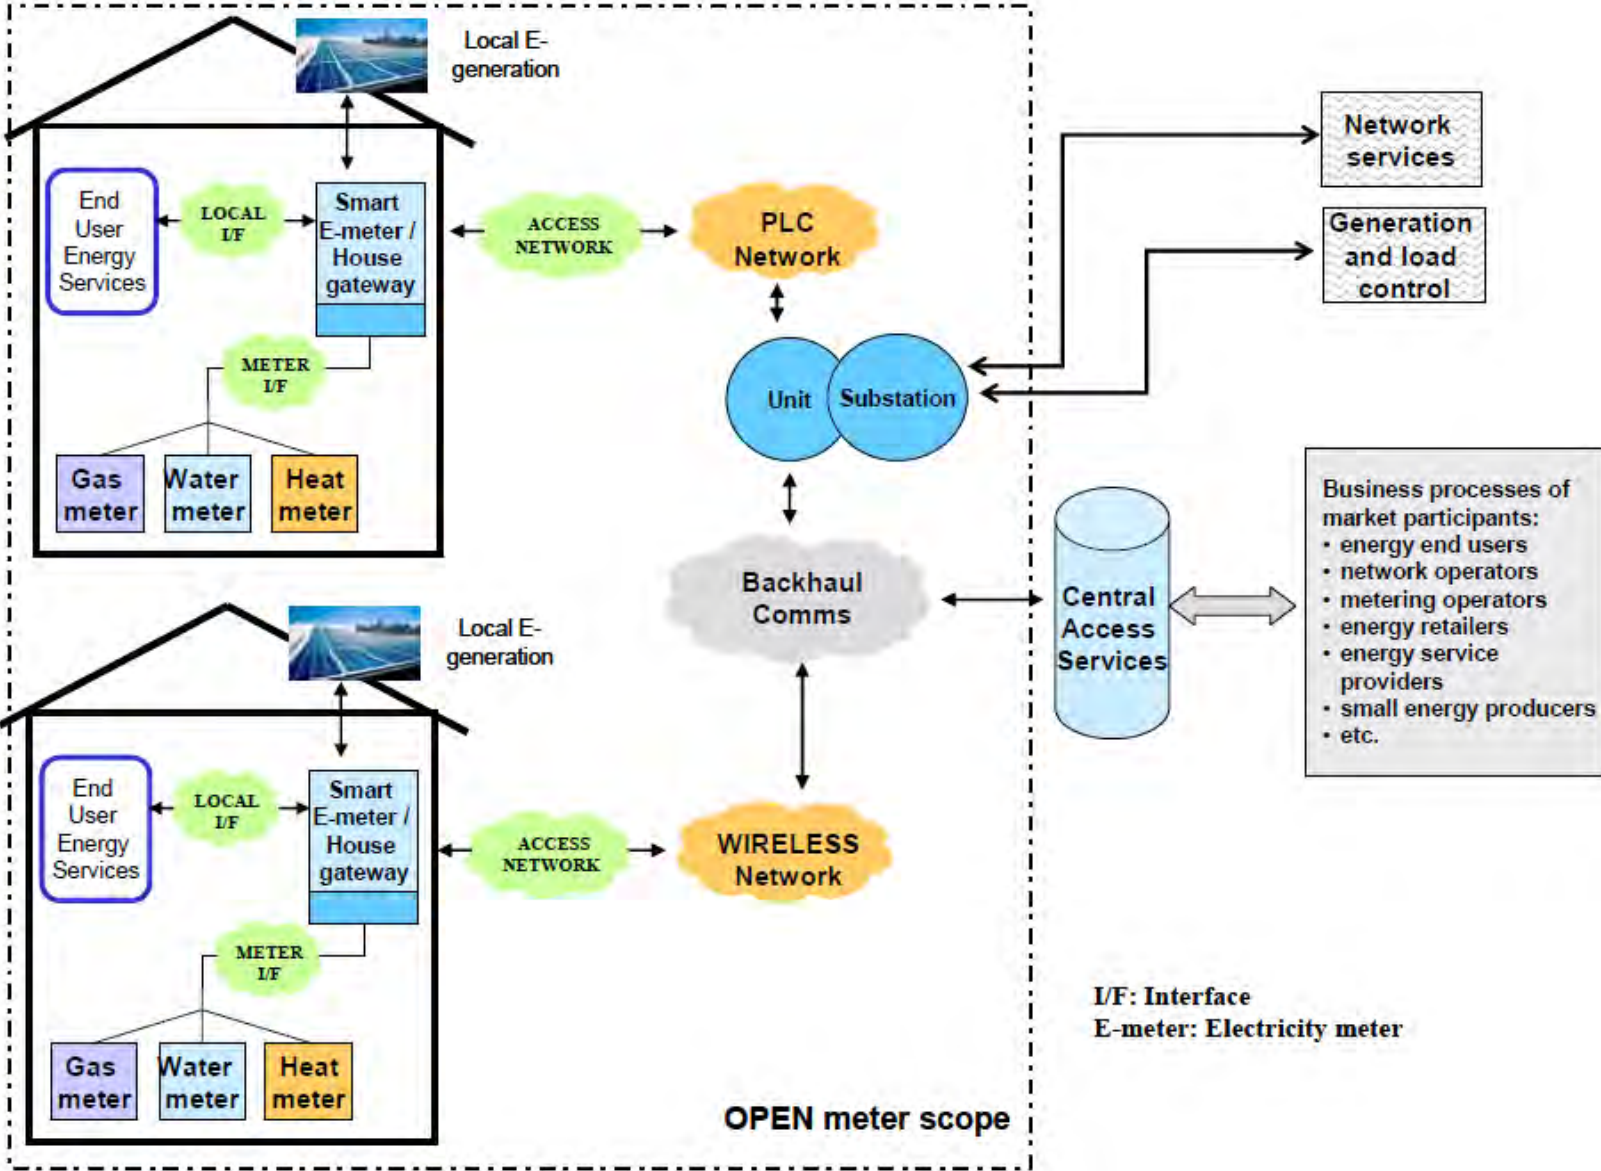 Local E-
generation
End
User
Energy
Services
LOCAL
I/F
Smart
E-meter /
House
gateway
ACCESS
NETWORK
PLC
Network
Network
services
Generation
and load
control
METER
I/F
Unit
Substation
Gas
meter
Water
meter
Heat
meter
Backhaul
Comms
Central
Access
Services
Business processes of
market participants:
• energy end users
• network operators
• metering operators
• energy retailers
• energy service
providers
• small energy producers
• etc.
Local E-
generation
End
User
Energy
Services
LOCAL
I/F
Smart
E-meter /
House
gateway
ACCESS
NETWORK
WIRELESS
Network
METER
I/F
Gas
meter
Water
meter
Heat
meter
I/F: Interface
E-meter: Electricity meter
OPEN meter scope